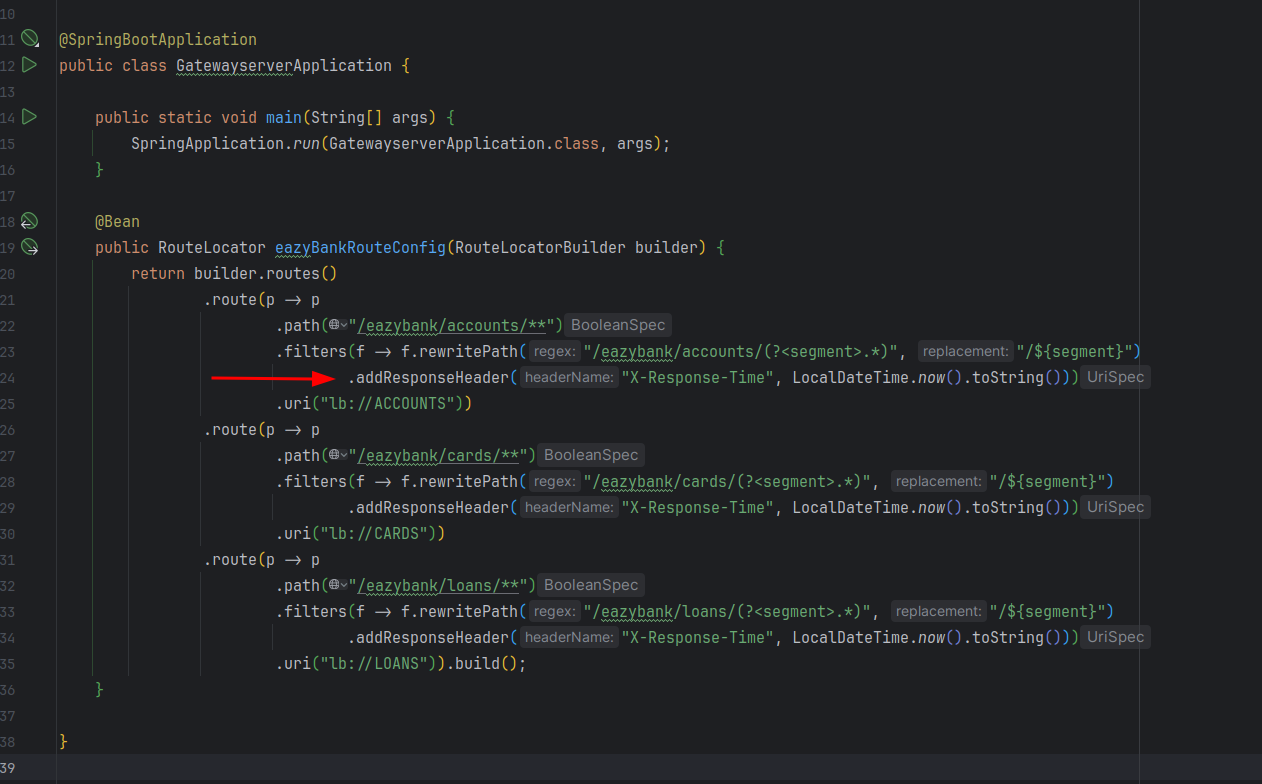 10
11 @SpringBootApplication
12 public class GatewayserverApplication {
13
14 public static void main(String[] args) {
15 SpringApplication.run(GatewayserverApplication.class, args);
16 }
17
18 @Bean
19 public RouteLocator eazyBankRouteConfig(RouteLocatorBuilder builder) {
20 return builder.routes()
21 .route(p → p
22 .path("/eazybank/accounts/**") BooleanSpec
23 .filters(f → f.rewritePath( regex: "/eazybank/accounts/(?<segment>.*)", replacement: "/${segment}")
24 .addResponseHeader( headerName: "X-Response-Time", LocalDateTime.now().toString())) UriSpec
25 .uri("lb://ACCOUNTS"))
26 .route(p → p
27 .path("/eazybank/cards/**") BooleanSpec
28 .filters(f → f.rewritePath( regex: "/eazybank/cards/(?<segment>.*)", replacement: "/${segment}")
29 .addResponseHeader( headerName: "X-Response-Time", LocalDateTime.now().toString())) UriSpec
30 .uri("lb://CARDS"))
31 .route(p → p
32 .path("/eazybank/loans/**") BooleanSpec
33 .filters(f → f.rewritePath( regex: "/eazybank/loans/(?<segment>.*)", replacement: "/${segment}")
34 .addResponseHeader( headerName: "X-Response-Time", LocalDateTime.now().toString())) UriSpec
35 .uri("lb://LOANS")).build();
36 }
37
38 }
39